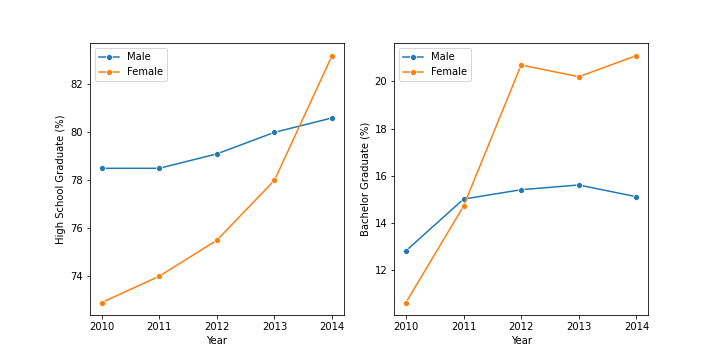 Male
Female
High School Graduate (%)
82
80
78
76
74
2010 2011 2012 2013 2014
Year
Male
Female
Bachelor Graduate (%)
20
18
16
14
12
2010 2011 2012 2013 2014
Year